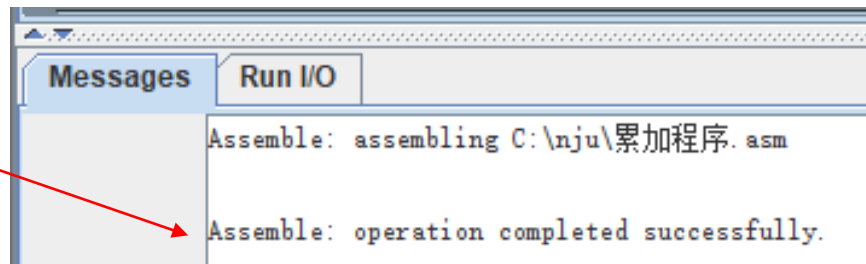 Messages Run I/O
Assemble: assembling C:\nju\累加程序.asm
Assemble: operation completed successfully.